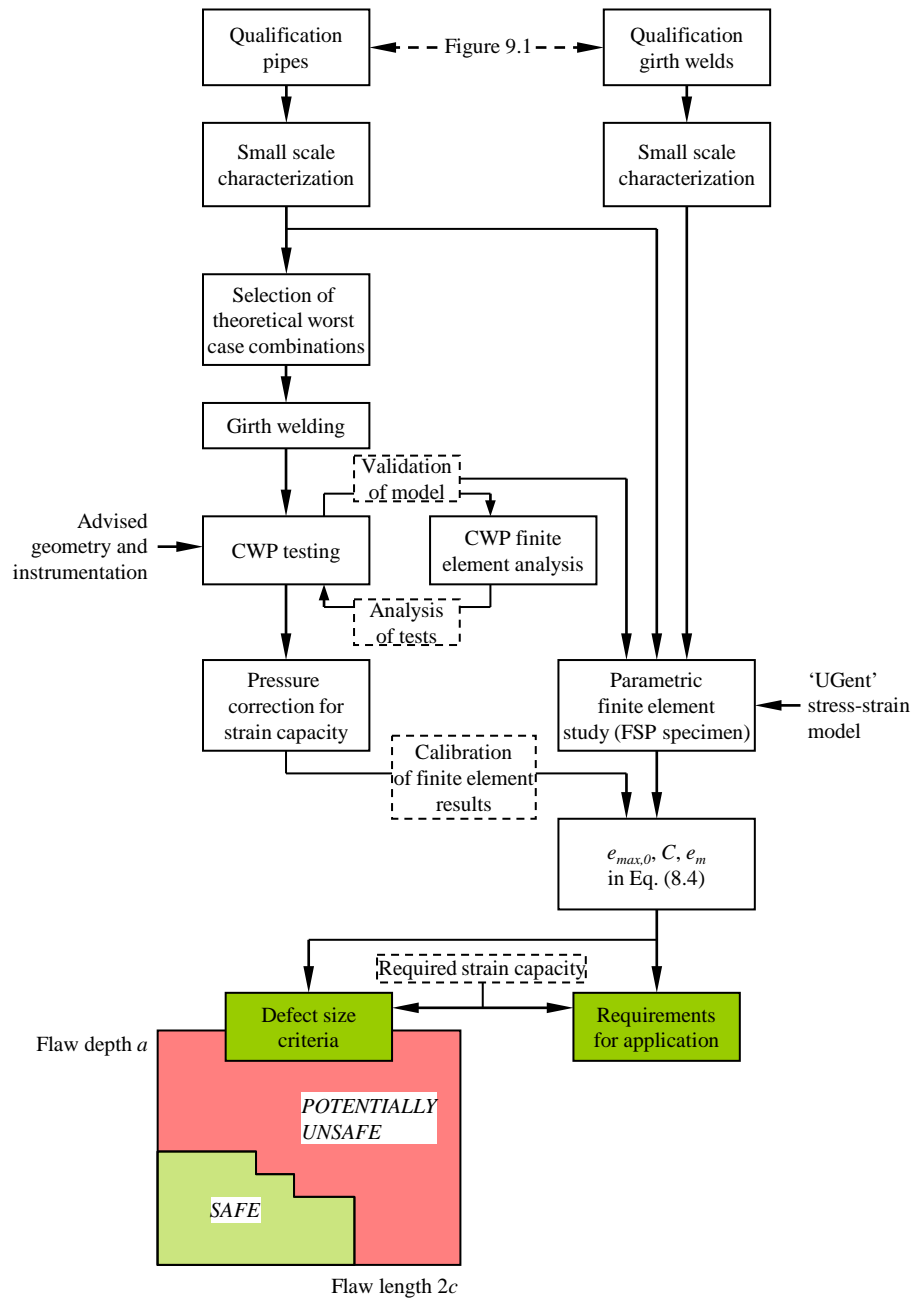 Qualification
pipes
Figure 9.1
Qualification
girth welds
Small scale
characterization
Small scale
characterization
Selection of
theoretical worst
case combinations
Girth welding
Validation
of model
Advised
geometry and
instrumentation
CWP testing
CWP finite
element analysis
Analysis
of tests
Pressure
correction for
strain capacity
Parametric
finite element
study (FSP specimen)
‘UGent’
stress-strain
model
Calibration
of finite element
results
emax,0, C, em
in Eq. (8.4)
Required strain capacity
Defect size
criteria
Requirements
for application
Flaw depth a
POTENTIALLY
UNSAFE
SAFE
Flaw length 2c